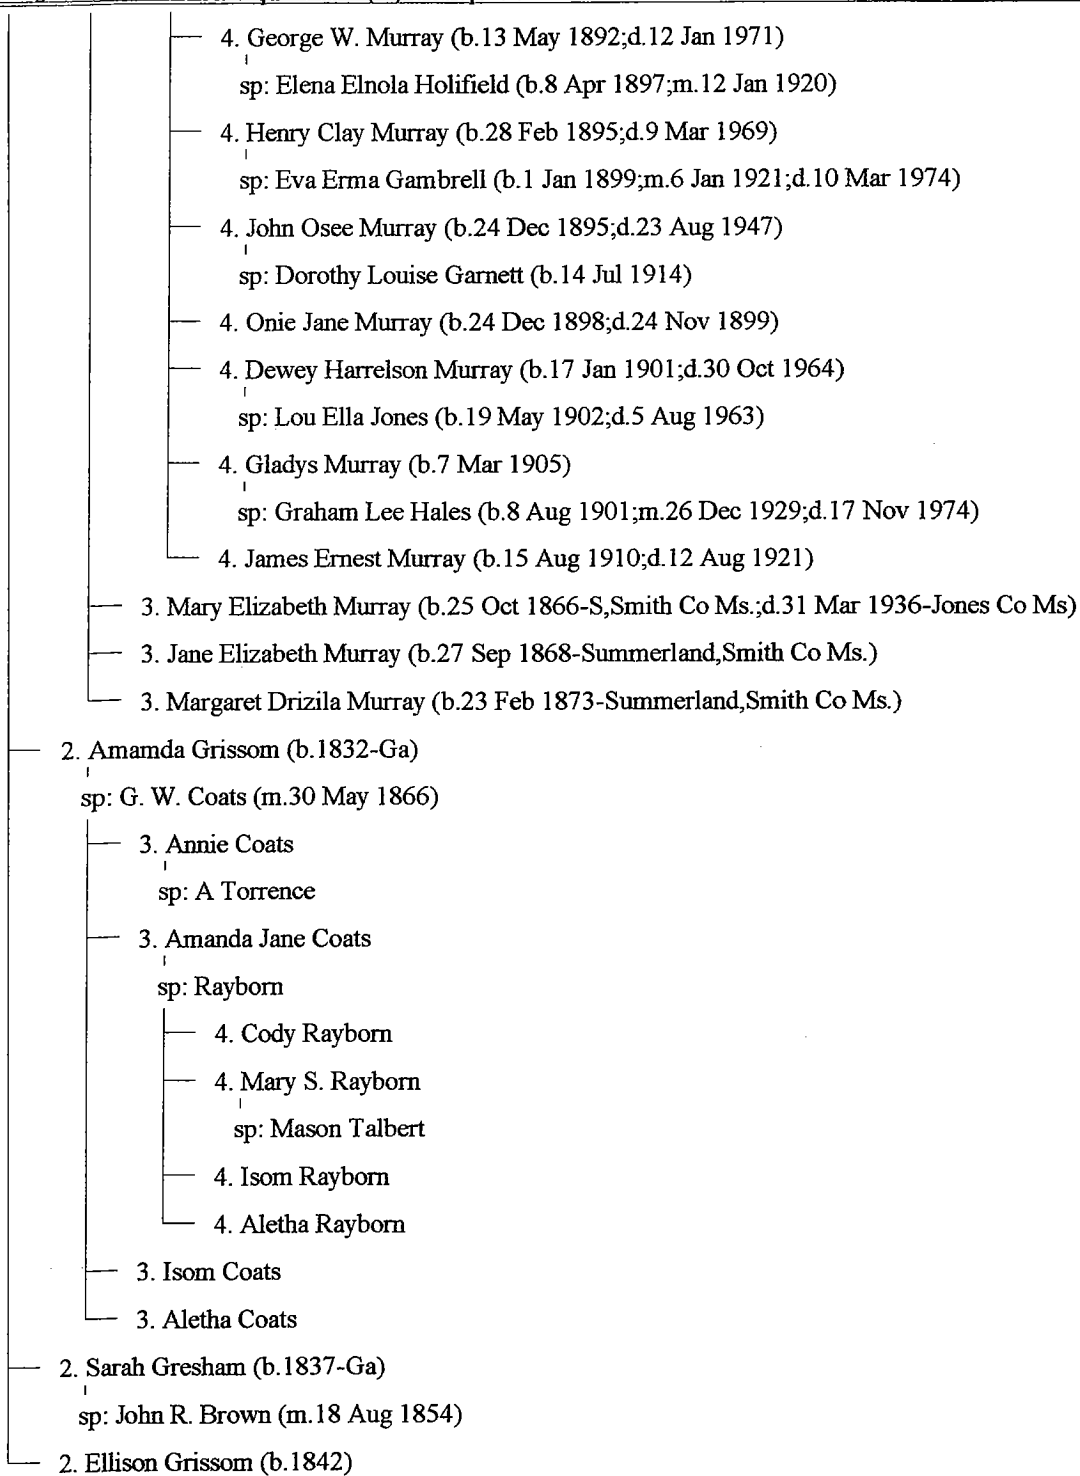 4. George W. Murray (b.13 May 1892;d.12 Jan 1971)
sp: Elena Elnola Holifield (b.8 Apr 1897;m.12 Jan 1920)
4. Henry Clay Murray (b.28 Feb 1895;d.9 Mar 1969)
sp: Eva Erma Gambrell (b.1 Jan 1899;m.6 Jan 1921;d.10 Mar 1974)
4. John Osee Murray (b.24 Dec 1895;d.23 Aug 1947)
sp: Dorothy Louise Garnett (b.14 Jul 1914)
4. Onie Jane Murray (b.24 Dec 1898;d.24 Nov 1899)
4. Dewey Harrelson Murray (b.17 Jan 1901;d.30 Oct 1964)
sp: Lou Ella Jones (b.19 May 1902;d.5 Aug 1963)
4. Gladys Murray (b.7 Mar 1905)
sp: Graham Lee Hales (b.8 Aug 1901;m.26 Dec 1929;d.17 Nov 1974)
4. James Ernest Murray (b.15 Aug 1910;d.12 Aug 1921)
3. Mary Elizabeth Murray (b.25 Oct 1866-S,Smith Co Ms.;d.31 Mar 1936-Jones Co Ms)
3. Jane Elizabeth Murray (b.27 Sep 1868-Summerland,Smith Co Ms.)
3. Margaret Drizila Murray (b.23 Feb 1873-Summerland,Smith Co Ms.)
2. Amamda Grissom (b.1832-Ga)
sp: G. W. Coats (m.30 May 1866)
3. Annie Coats
sp: A Torrence
3. Amanda Jane Coats
sp: Rayborn
4. Cody Rayborn
4. Mary S. Rayborn
sp: Mason Talbert
4. Isom Rayborn
4. Aletha Rayborn
3. Isom Coats
3. Aletha Coats
2. Sarah Gresham (b.1837-Ga)
sp: John R. Brown (m.18 Aug 1854)
2. Ellison Grissom (b.1842)